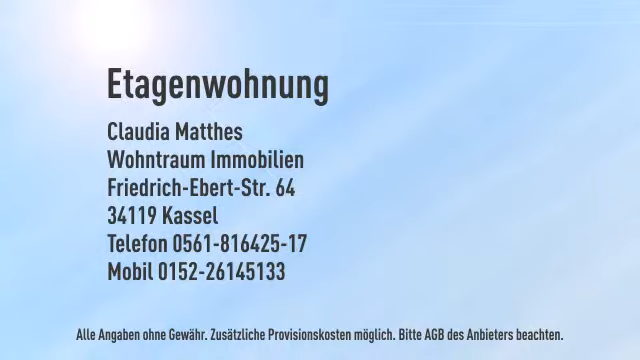 Etagenwohnung
Claudia Matthes
Wohntraum Immobilien
Friedrich-Ebert-Str. 64
34119 Kassel
Telefon 0561-816425-17
Mobil 0152-26145133
Alle Angaben ohne Gewähr. Zusätzliche Provisionskosten möglich. Bitte AGB des Anbieters beachten.